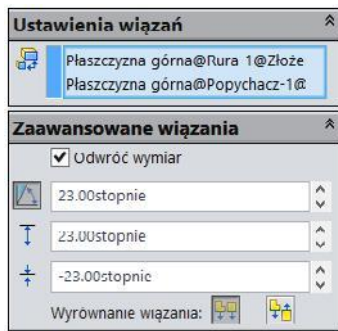 Ustawienia wiązań
Płaszczyzna górna@Rura 1@Złoże
Płaszczyzna górna@Popychacz-1@
Zaawansowane wiązania
Odwróć wymiar
23.00stopnie
23.00stopnie
-23.00stopnie
Wyrównanie wiązania: